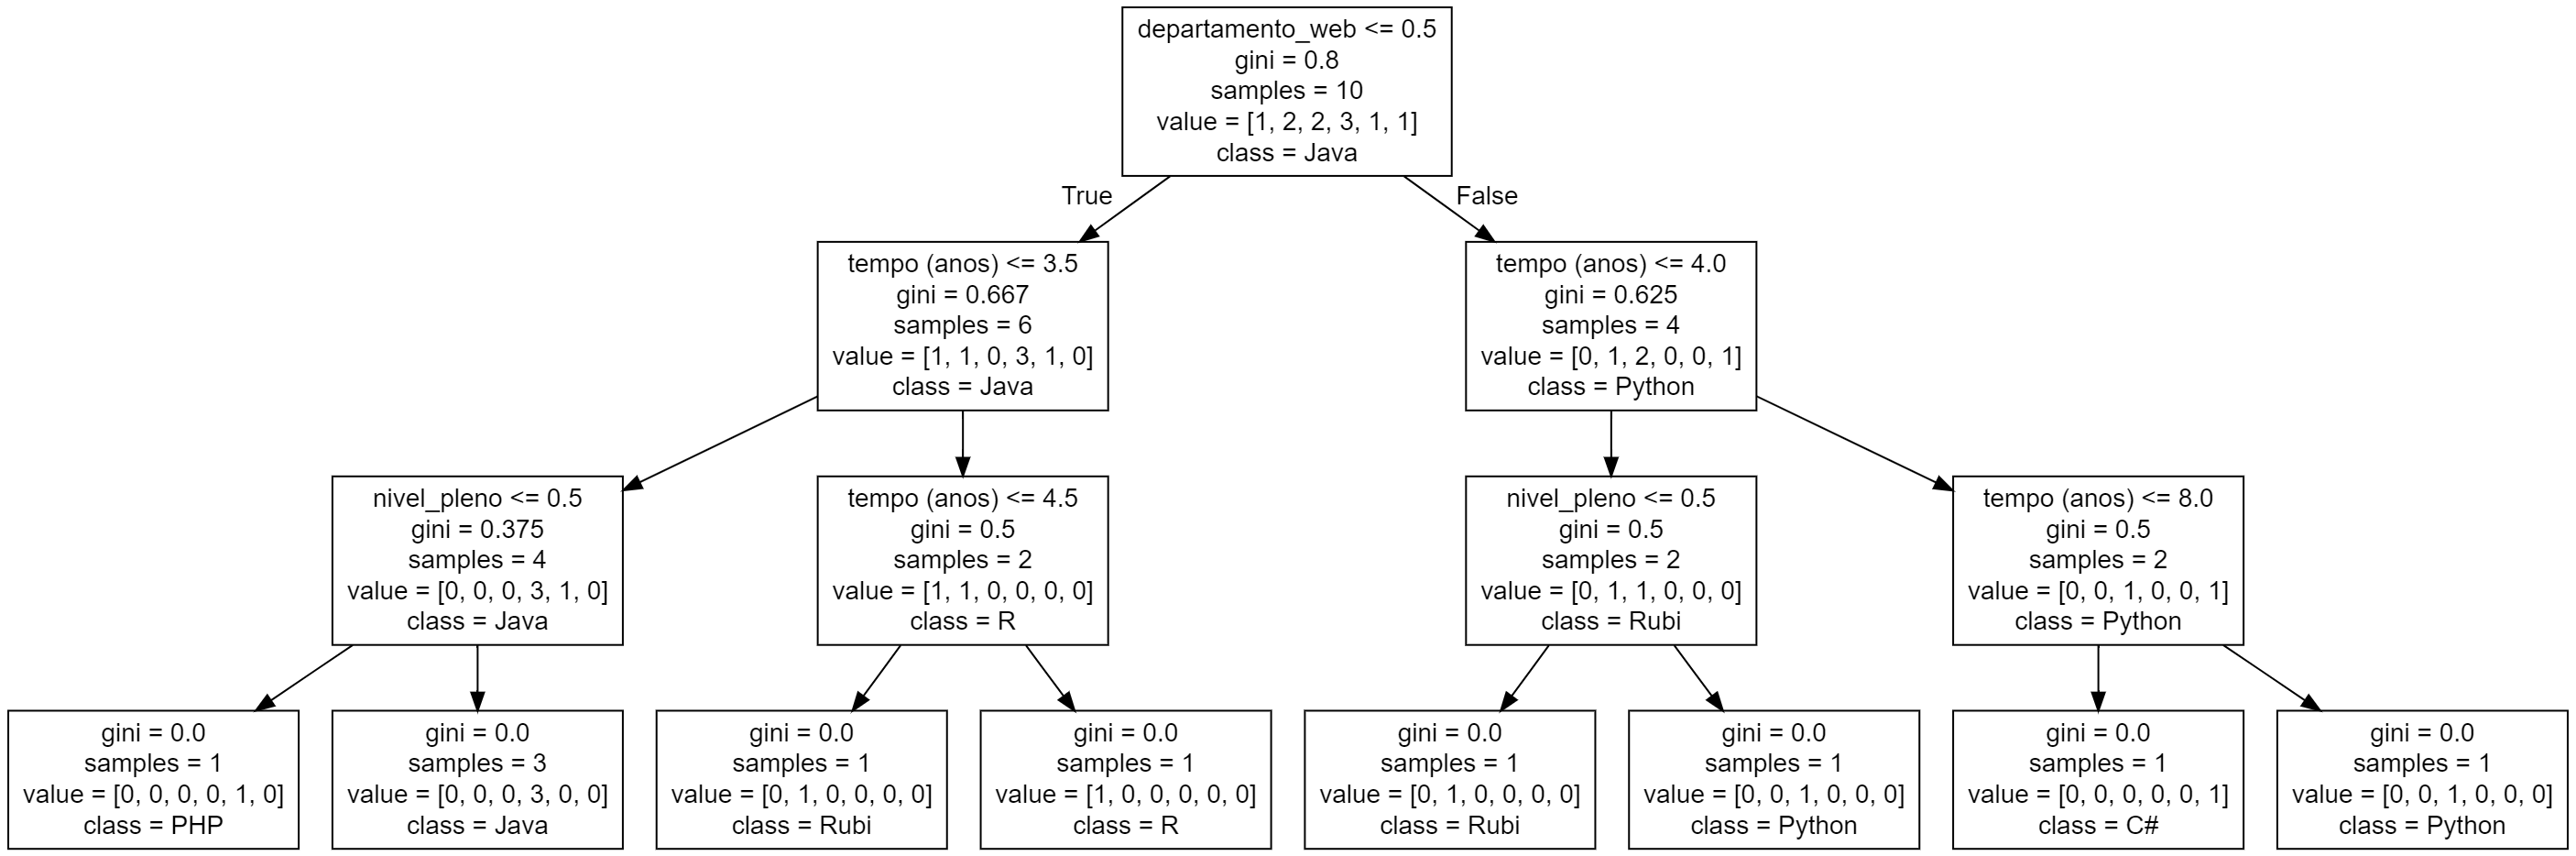 departamento_web <= 0.5
gini = 0.8
samples = 10
value = [1, 2, 2, 3, 1, 1]
class = Java
True
False
tempo (anos) <= 3.5
gini = 0.667
samples = 6
value = [1, 1, 0, 3, 1, 0]
class = Java
tempo (anos) <= 4.0
gini = 0.625
samples = 4
value = [0, 1, 2, 0, 0, 1]
class = Python
nivel_pleno <= 0.5
gini = 0.375
samples = 4
value = [0, 0, 0, 3, 1, 0]
class = Java
tempo (anos) <= 4.5
gini = 0.5
samples = 2
value = [1, 1, 0, 0, 0, 0]
class = R
nivel_pleno <= 0.5
gini = 0.5
samples = 2
value = [0, 1, 1, 0, 0, 0]
class = Rubi
tempo (anos) <= 8.0
gini = 0.5
samples = 2
value = [0, 0, 1, 0, 0, 1]
class = Python
gini = 0.0
samples = 1
value = [0, 0, 0, 0, 1, 0]
class = PHP
gini = 0.0
samples = 3
value = [0, 0, 0, 3, 0, 0]
class = Java
gini = 0.0
samples = 1
value = [0, 1, 0, 0, 0, 0]
class = Rubi
gini = 0.0
samples = 1
value = [1, 0, 0, 0, 0, 0]
class = R
gini = 0.0
samples = 1
value = [0, 1, 0, 0, 0, 0]
class = Rubi
gini = 0.0
samples = 1
value = [0, 0, 1, 0, 0, 0]
class = Python
gini = 0.0
samples = 1
value = [0, 0, 0, 0, 0, 1]
class = C#
gini = 0.0
samples = 1
value = [0, 0, 1, 0, 0, 0]
class = Python